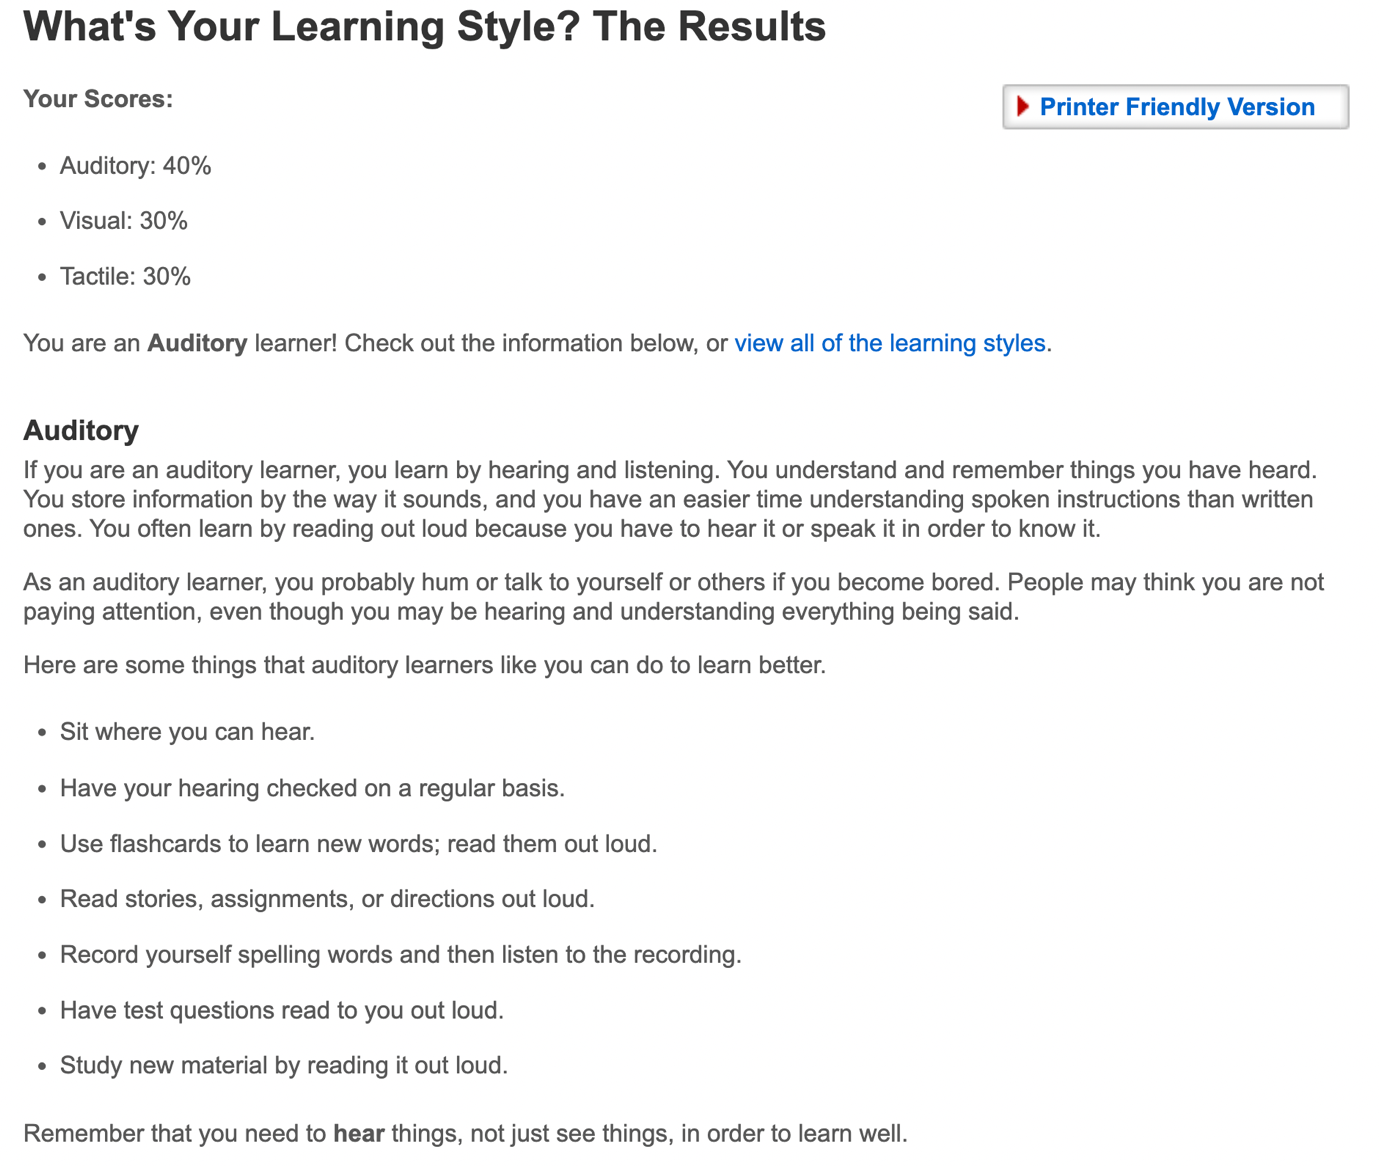 What's Your Learning Style? The Results
Your Scores:
Printer Friendly Version
• Auditory: 40%
• Visual: 30%
• Tactile: 30%
You are an Auditory learner! Check out the information below, or view all of the learning styles.
Auditory
If you are an auditory learner, you learn by hearing and listening. You understand and remember things you have heard.
You store information by the way it sounds, and you have an easier time understanding spoken instructions than written
ones. You often learn by reading out loud because you have to hear it or speak it in order to know it.
As an auditory learner, you probably hum or talk to yourself or others if you become bored. People may think you are not
paying attention, even though you may be hearing and understanding everything being said.
Here are some things that auditory learners like you can do to learn better.
• Sit where you can hear.
• Have your hearing checked on a regular basis.
• Use flashcards to learn new words; read them out loud.
• Read stories, assignments, or directions out loud.
• Record yourself spelling words and then listen to the recording.
• Have test questions read to you out loud.
• Study new material by reading it out loud.
Remember that you need to hear things, not just see things, in order to learn well.